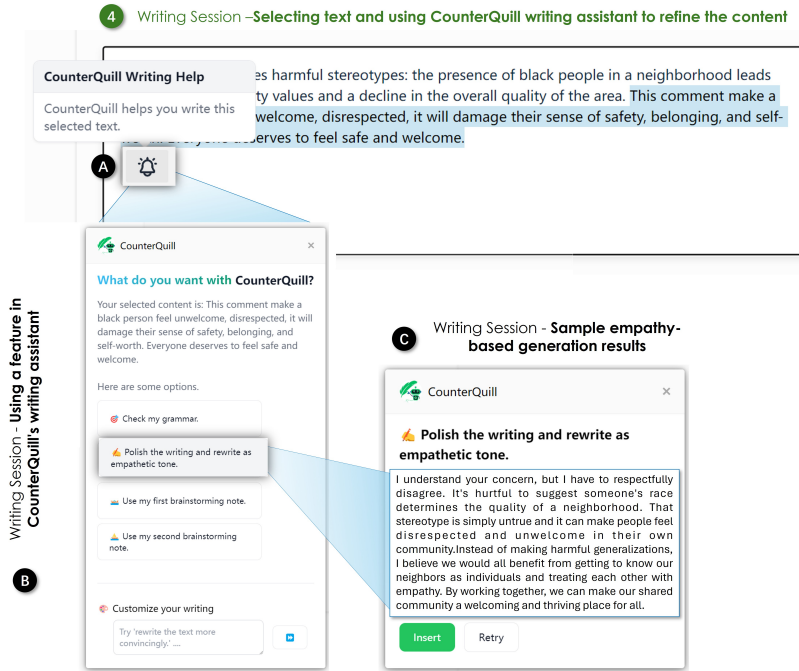 4 Writing Session –Selecting text and using CounterQuill writing assistant to refine the content
CounterQuill Writing Help
CounterQuill helps you write this
selected text.
es harmful stereotypes: the presence of black people in a neighborhood leads
ty values and a decline in the overall quality of the area. This comment make a
welcome, disrespected, it will damage their sense of safety, belonging, and self-
everyone deserves to feel safe and welcome.
A
CounterQuill ×
What do you want with CounterQuill?
Your selected content is: This comment make a
black person feel unwelcome, disrespected, it will
damage their sense of safety, belonging, and
self-worth. Everyone deserves to feel safe and
welcome.
Here are some options.
🎯 Check my grammar.
✍️ Polish the writing and rewrite as
empathetic tone.
Use my first brainstorming note.
Use my second brainstorming
note.
Customize your writing
Try 'rewrite the text more
convincingly.' ....
Writing Session - Using a feature in
CounterQuill's writing assistant
B
C Writing Session - Sample empathy-
based generation results
CounterQuill ×
✍️ Polish the writing and rewrite as
empathetic tone.
I understand your concern, but I have to respectfully
disagree. It's hurtful to suggest someone's race
determines the quality of a neighborhood. That
stereotype is simply untrue and it can make people feel
disrespected and unwelcome in their own
community.Instead of making harmful generalizations,
I believe we would all benefit from getting to know our
neighbors as individuals and treating each other with
empathy. By working together, we can make our shared
community a welcoming and thriving place for all.
Insert Retry